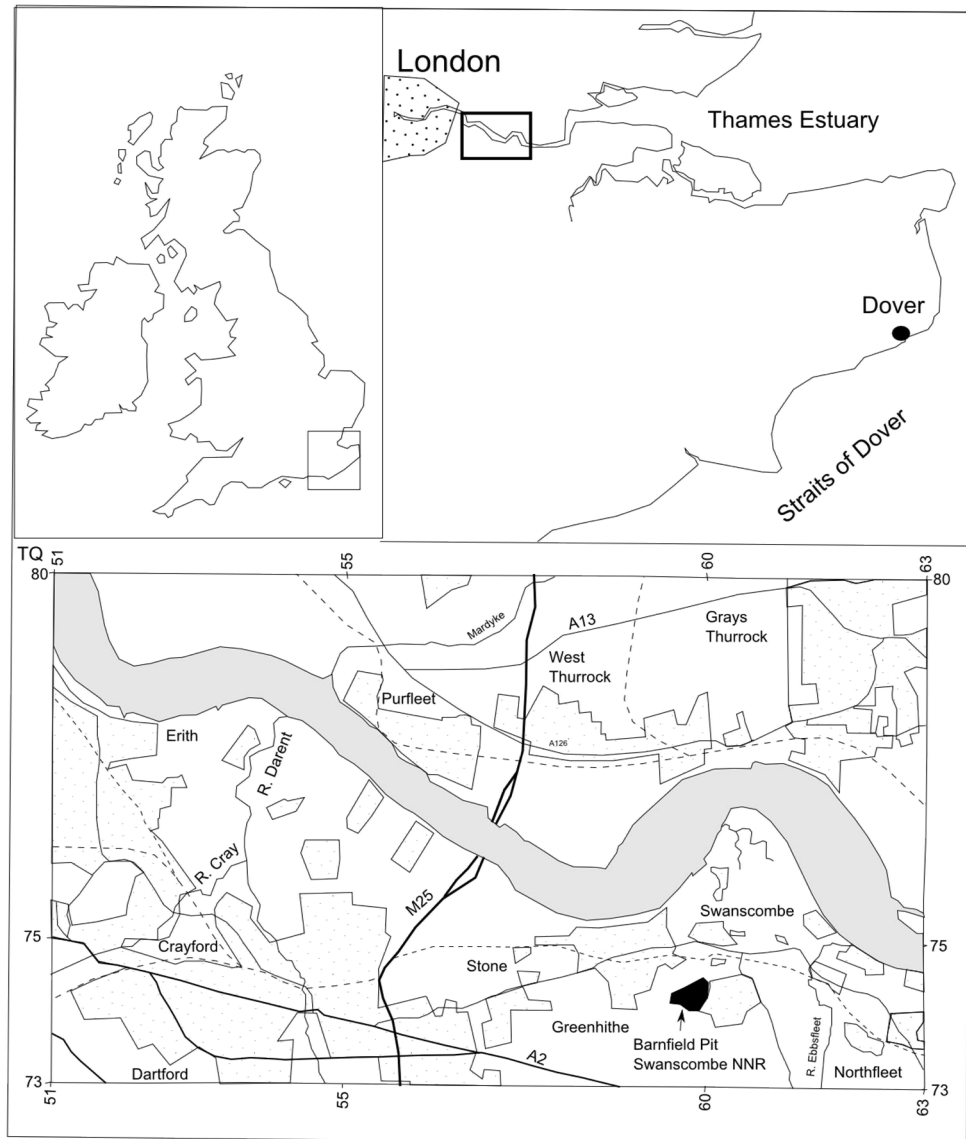 London
Thames Estuary
Dover
Straits of Dover
TQ
51
55
60
63
80
80
Mardyke
A13
Grays
Thurrock
West
Thurrock
Purfleet
A126
Erith
R. Darent
R. Cray
M25
Swanscombe
75
Crayford
75
Stone
Greenhithe
Barnfield Pit
Swanscombe NNR
R. Ebbsfleet
A2
Dartford
Northfleet
73
73
55
60
63